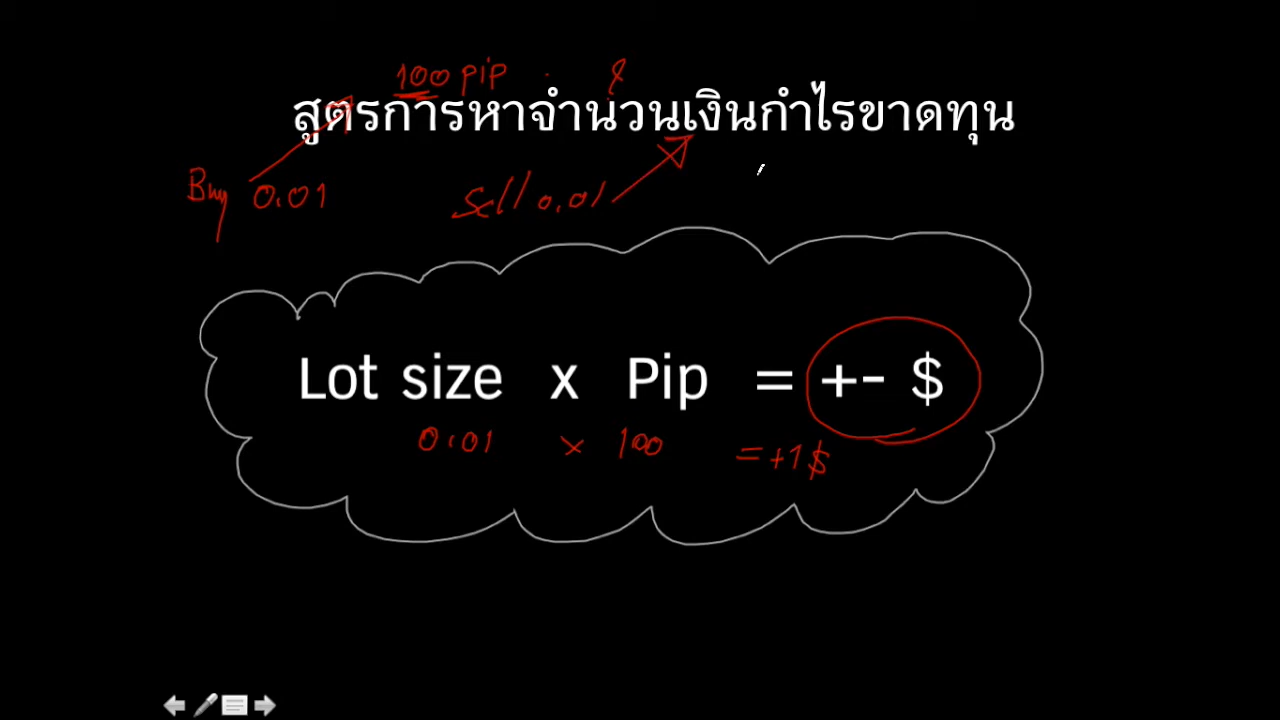 100 pip
สูตรการหาจำนวนเงินกำไรขาดทุน
Buy 0.01
Sell 0.01
Lot size x Pip = +- $
0.01 x 100 = +1$